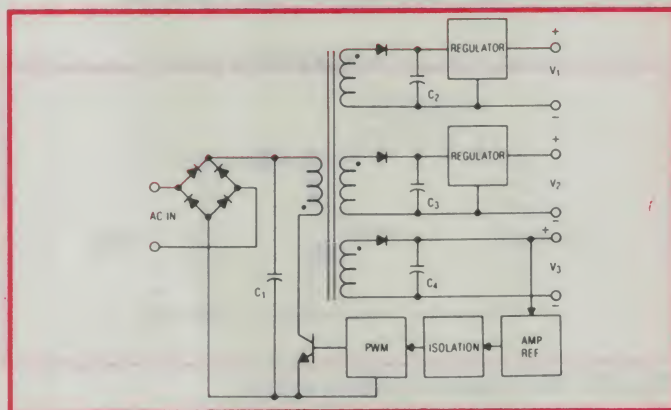 REGULATOR
+
V1
C2
−
REGULATOR
+
V2
C3
−
AC IN
+
V3
C4
−
C1
PWM
ISOLATION
AMP
REF